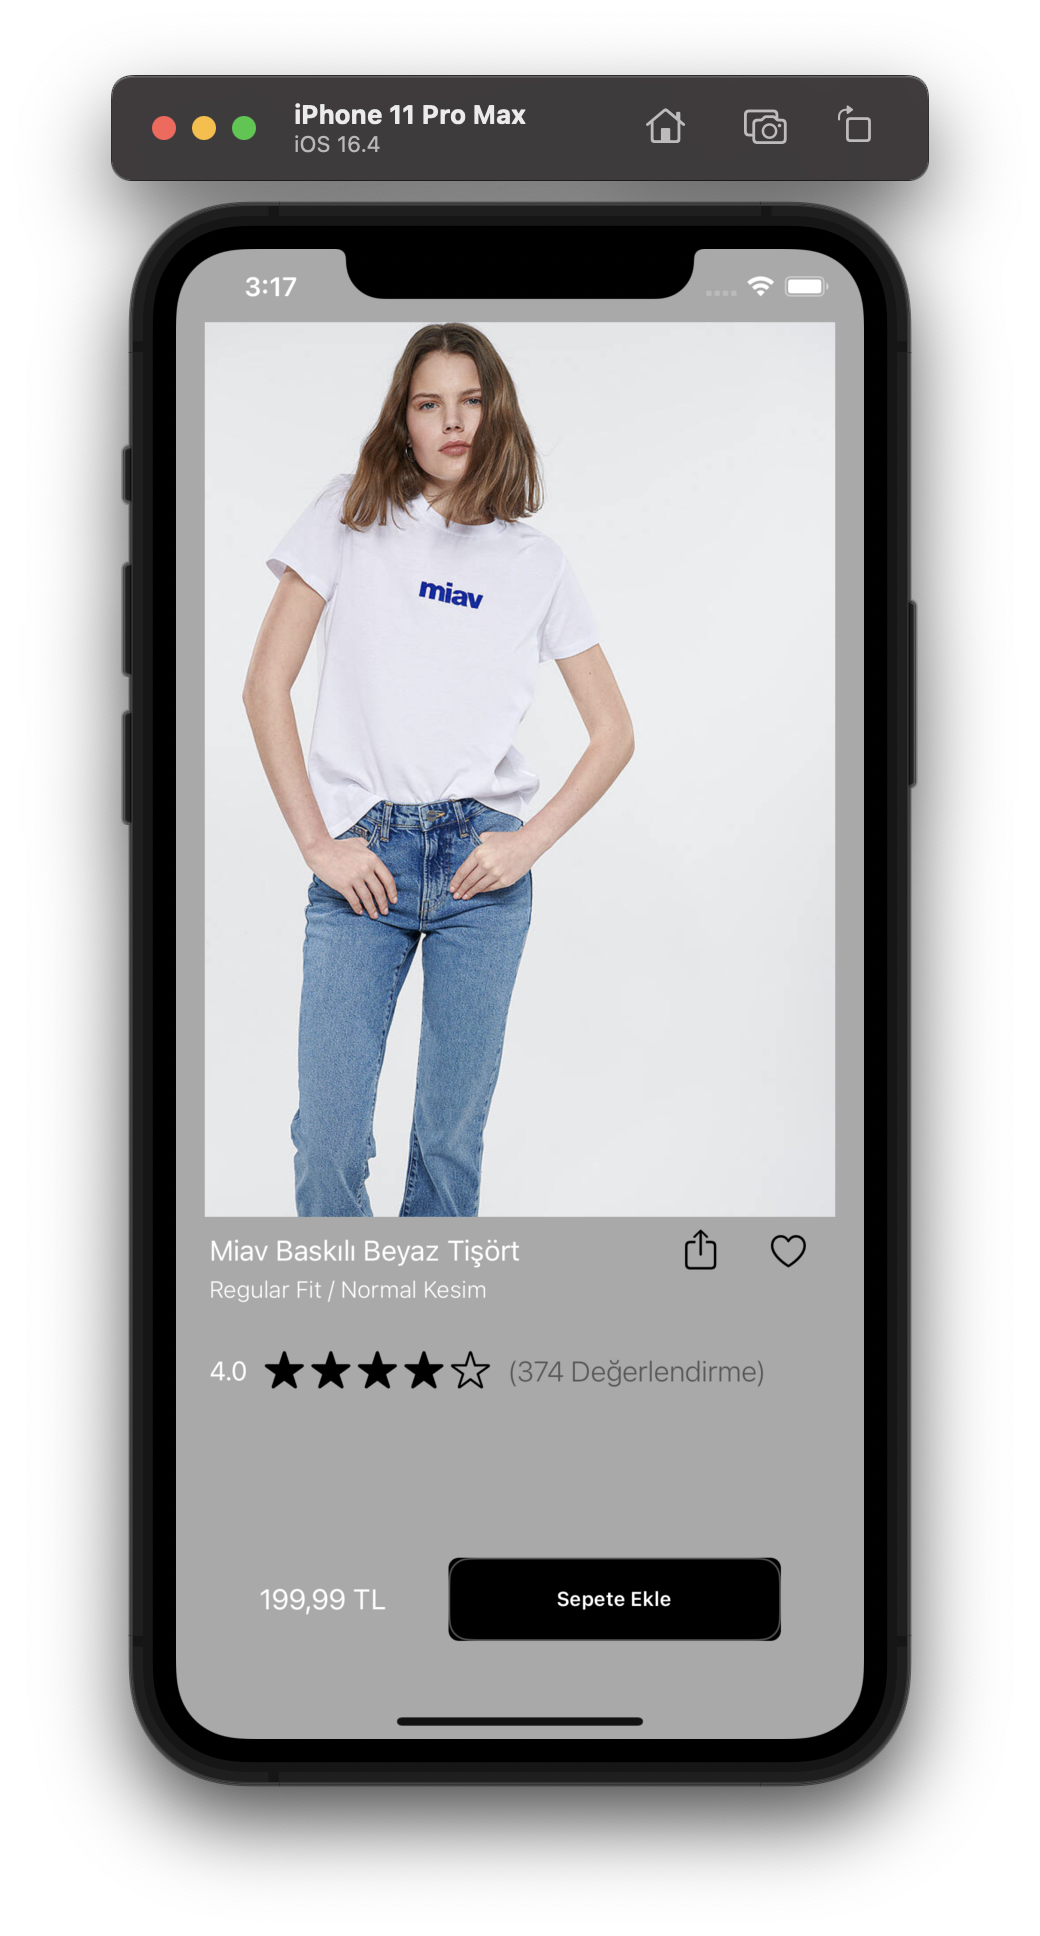 iPhone 11 Pro Max
iOS 16.4
3:17
miav
Miav Baskılı Beyaz Tişört
Regular Fit / Normal Kesim
4.0 (374 Değerlendirme)
199,99 TL
Sepete Ekle